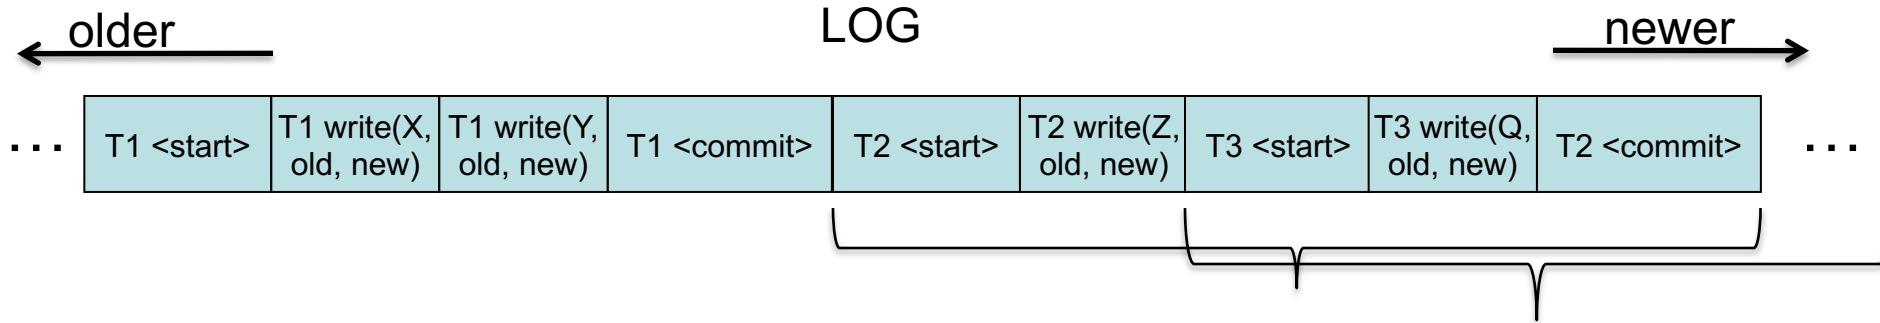 older
LOG
newer
...
T1 <start>
T1 write(X,
old, new)
T1 write(Y,
old, new)
T1 <commit>
T2 <start>
T2 write(Z,
old, new)
T3 <start>
T3 write(Q,
old, new)
T2 <commit>
...